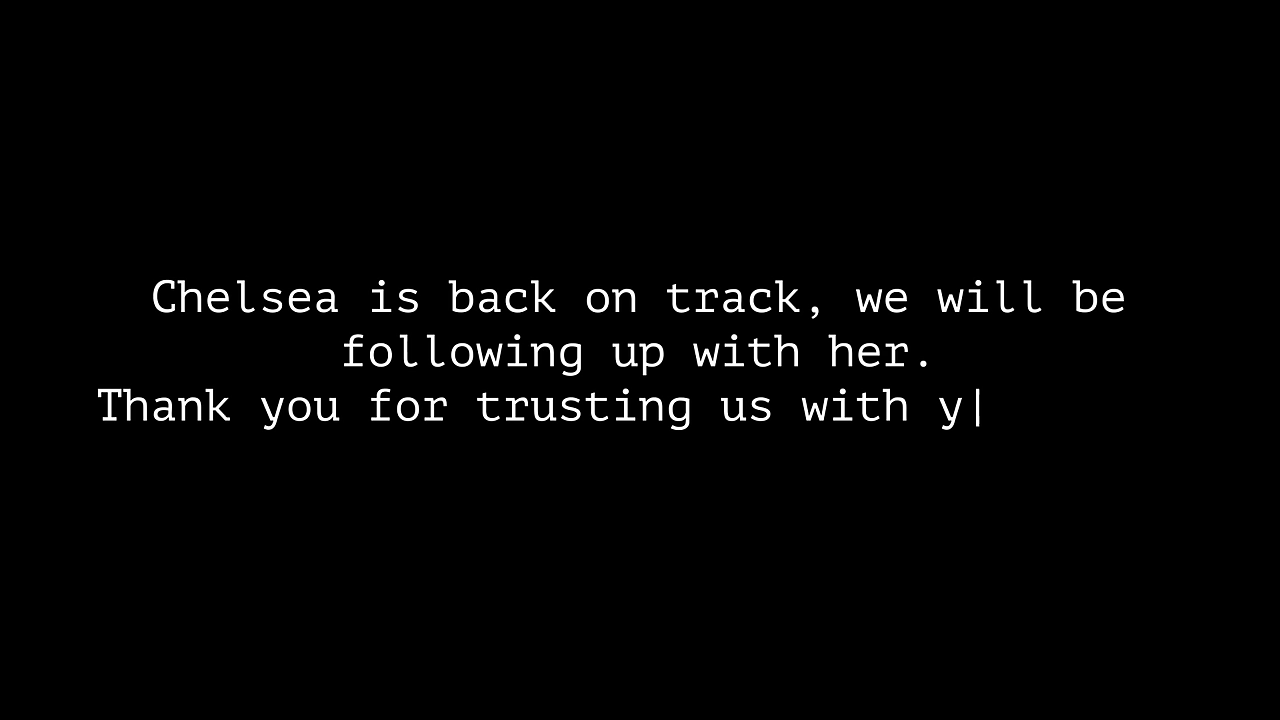 Chelsea is back on track, we will be
following up with her.
Thank you for trusting us with y|